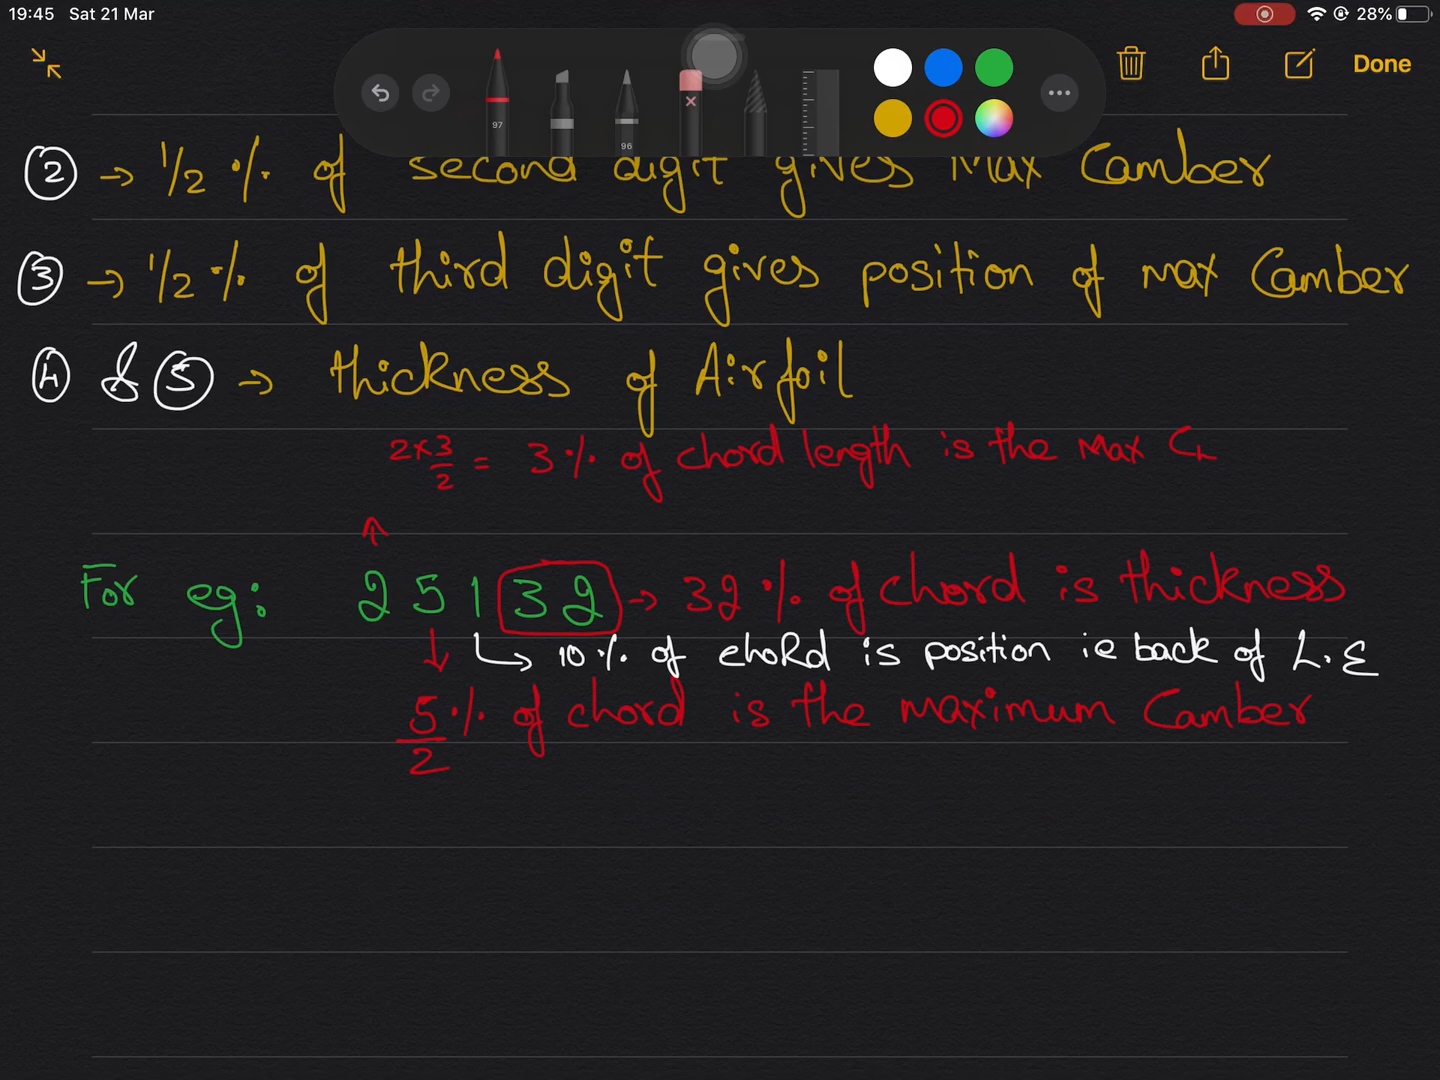 19:45 Sat 21 Mar 28%
Done
97 96
2 → 1/2 % of second digit gives Max Camber
3 → 1/2 % of third digit gives position of max Camber
4 & 5 → thickness of Airfoil
2x3/2 = 3% of chord length is the Max CL
For eg: 2 5 1 3 2 → 32 % of chord is thickness
↳ 10 % of choRd is position ie back of L.E
5/2 % of chord is the maximum Camber